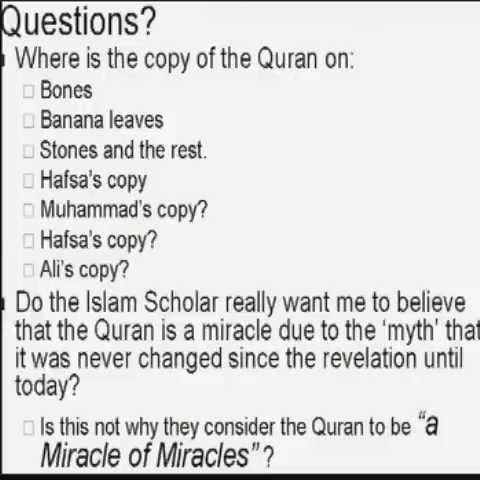 Questions?
Where is the copy of the Quran on:
Bones
Banana leaves
Stones and the rest.
Hafsa's copy
Muhammad's copy?
Hafsa's copy?
Ali's copy?
Do the Islam Scholar really want me to believe
that the Quran is a miracle due to the ‘myth’ that
it was never changed since the revelation until
today?
Is this not why they consider the Quran to be “a
Miracle of Miracles”?